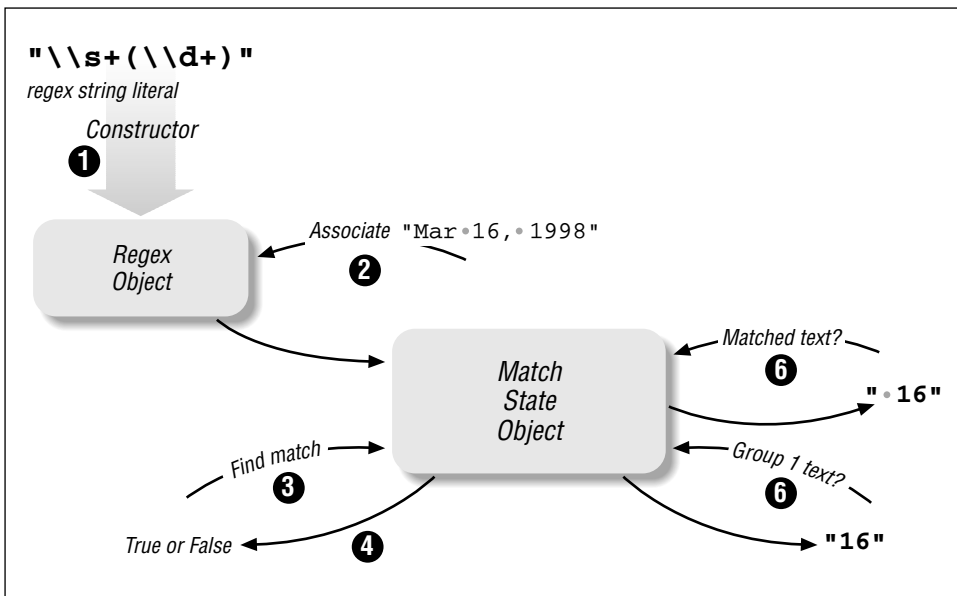 "\\s+(\\d+)"
regex string literal
Constructor
1
Regex
Object
Associate "Mar•16,•1998"
2
Match
State
Object
Matched text?
6
"•16"
Find match
3
Group 1 text?
6
True or False
4
"16"